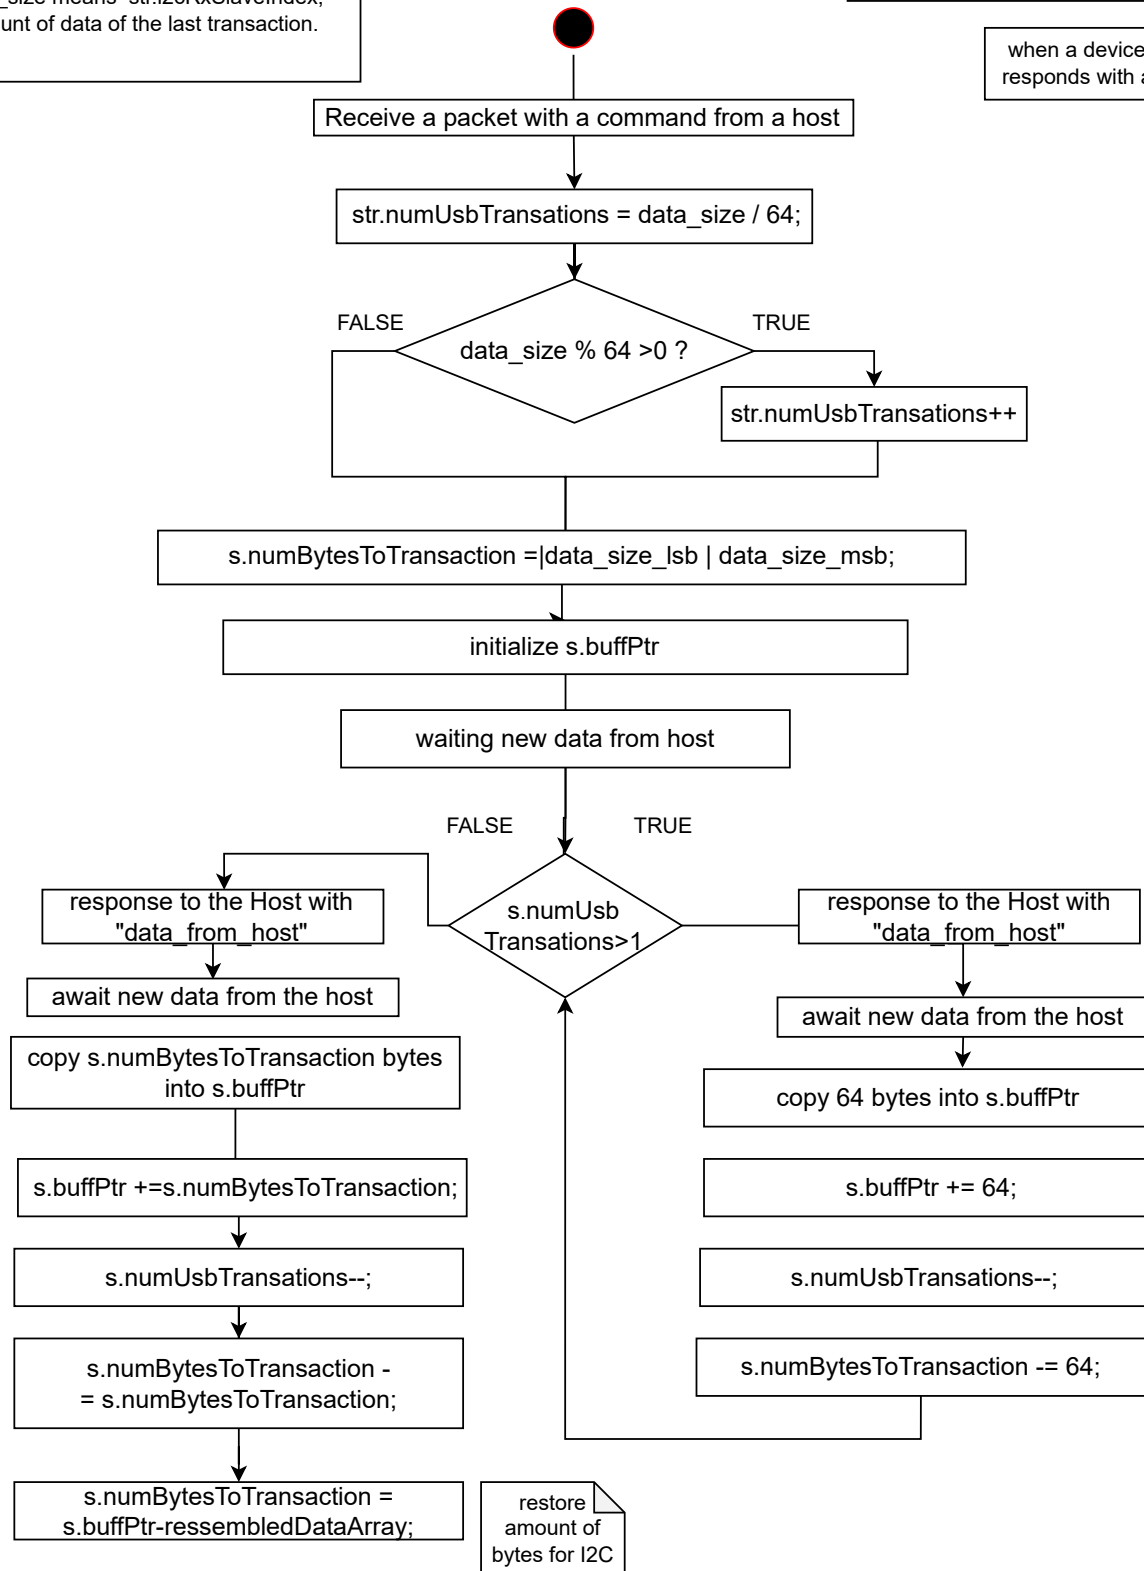 _size means str.i2cRxSlaveIndex,
unt of data of the last transaction.
when a device
responds with a
Receive a packet with a command from a host
str.numUsbTransations = data_size / 64;
FALSE
TRUE
data_size % 64 >0 ?
str.numUsbTransations++
s.numBytesToTransaction =|data_size_lsb | data_size_msb;
initialize s.buffPtr
waiting new data from host
FALSE
TRUE
s.numUsb
Transations>1
response to the Host with
"data_from_host"
await new data from the host
copy s.numBytesToTransaction bytes
into s.buffPtr
s.buffPtr +=s.numBytesToTransaction;
s.numUsbTransations--;
s.numBytesToTransaction -
= s.numBytesToTransaction;
s.numBytesToTransaction =
s.buffPtr-ressembledDataArray;
response to the Host with
"data_from_host"
await new data from the host
copy 64 bytes into s.buffPtr
s.buffPtr += 64;
s.numUsbTransations--;
s.numBytesToTransaction -= 64;
restore
amount of
bytes for I2C